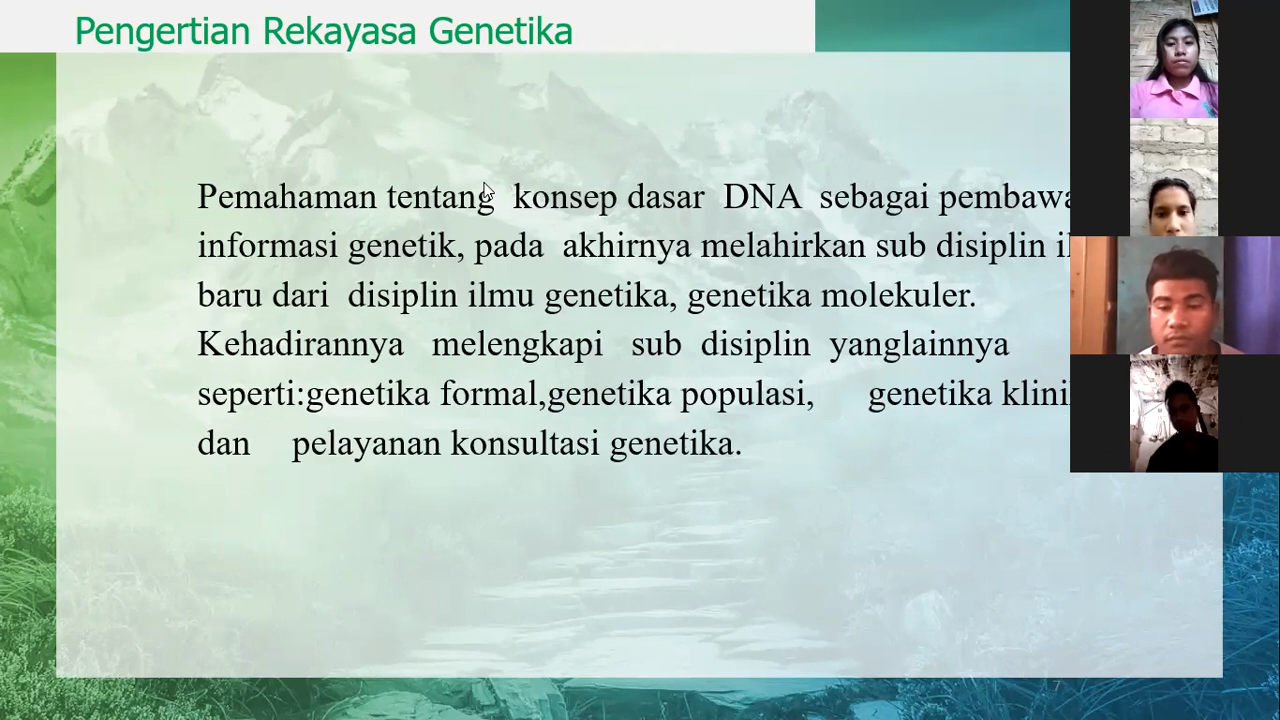 Pengertian Rekayasa Genetika
Pemahaman tentang konsep dasar DNA sebagai pembawa
informasi genetik, pada akhirnya melahirkan sub disiplin
baru dari disiplin ilmu genetika, genetika molekuler.
Kehadirannya melengkapi sub disiplin yanglainnya
seperti:genetika formal,genetika populasi, genetika
dan pelayanan konsultasi genetika.